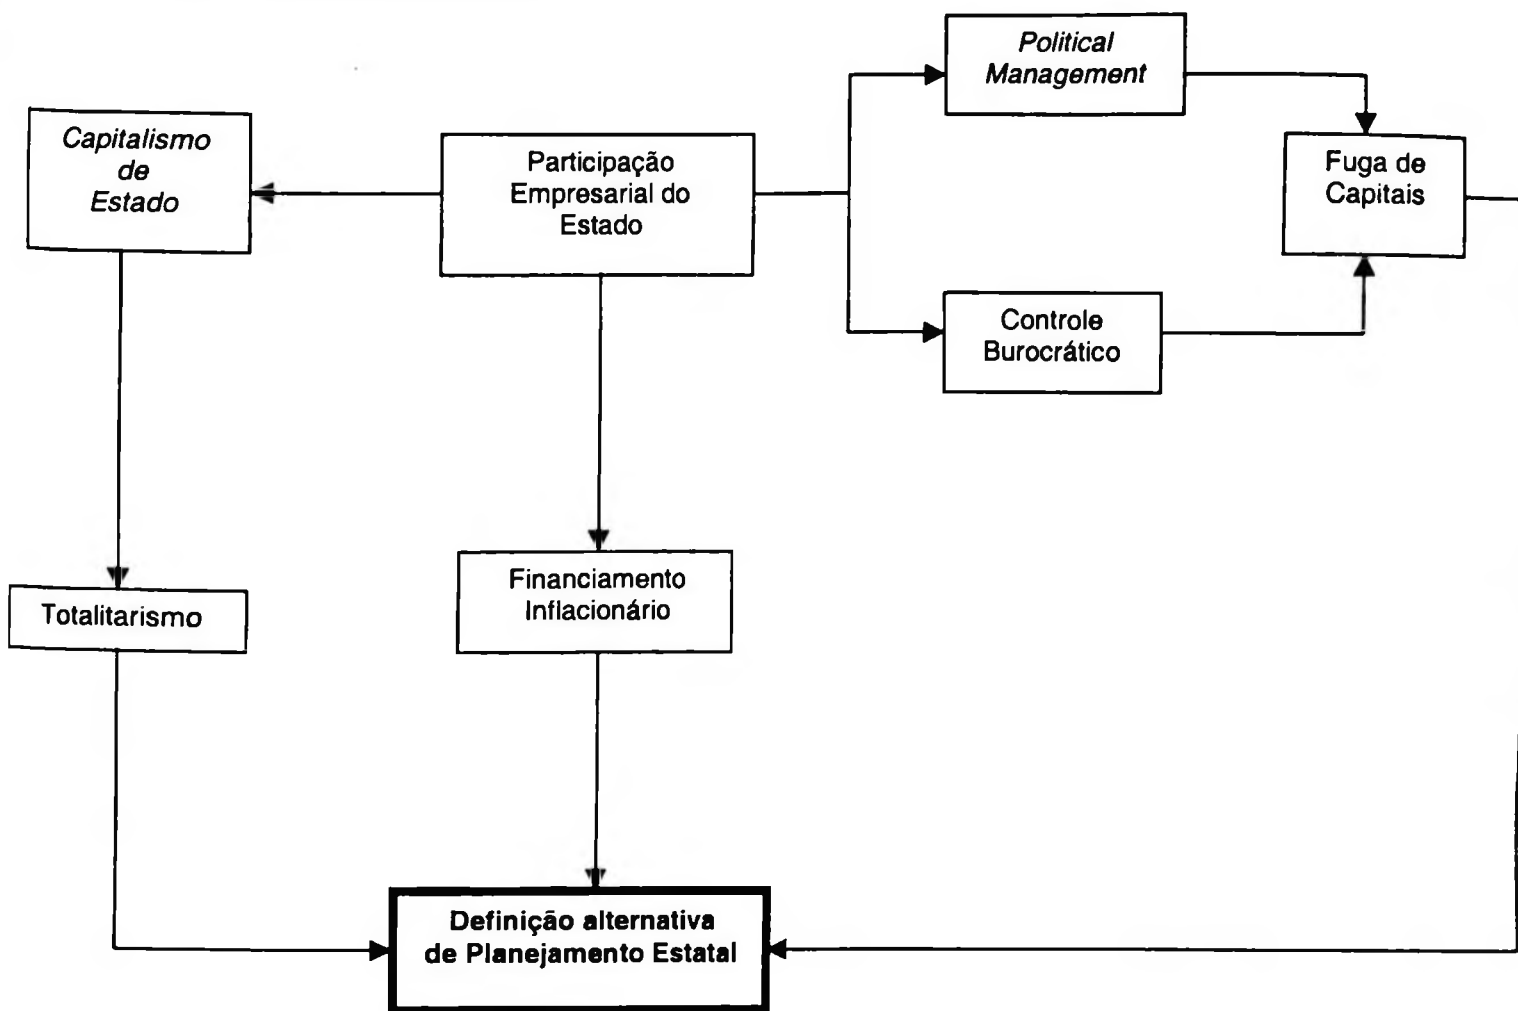 Political
Management
Capitalismo
de
Estado
Participação
Empresarial do
Estado
Fuga de
Capitais
Controle
Burocrático
Financiamento
Inflacionário
Totalitarismo
Definição alternativa
de Planejamento Estatal